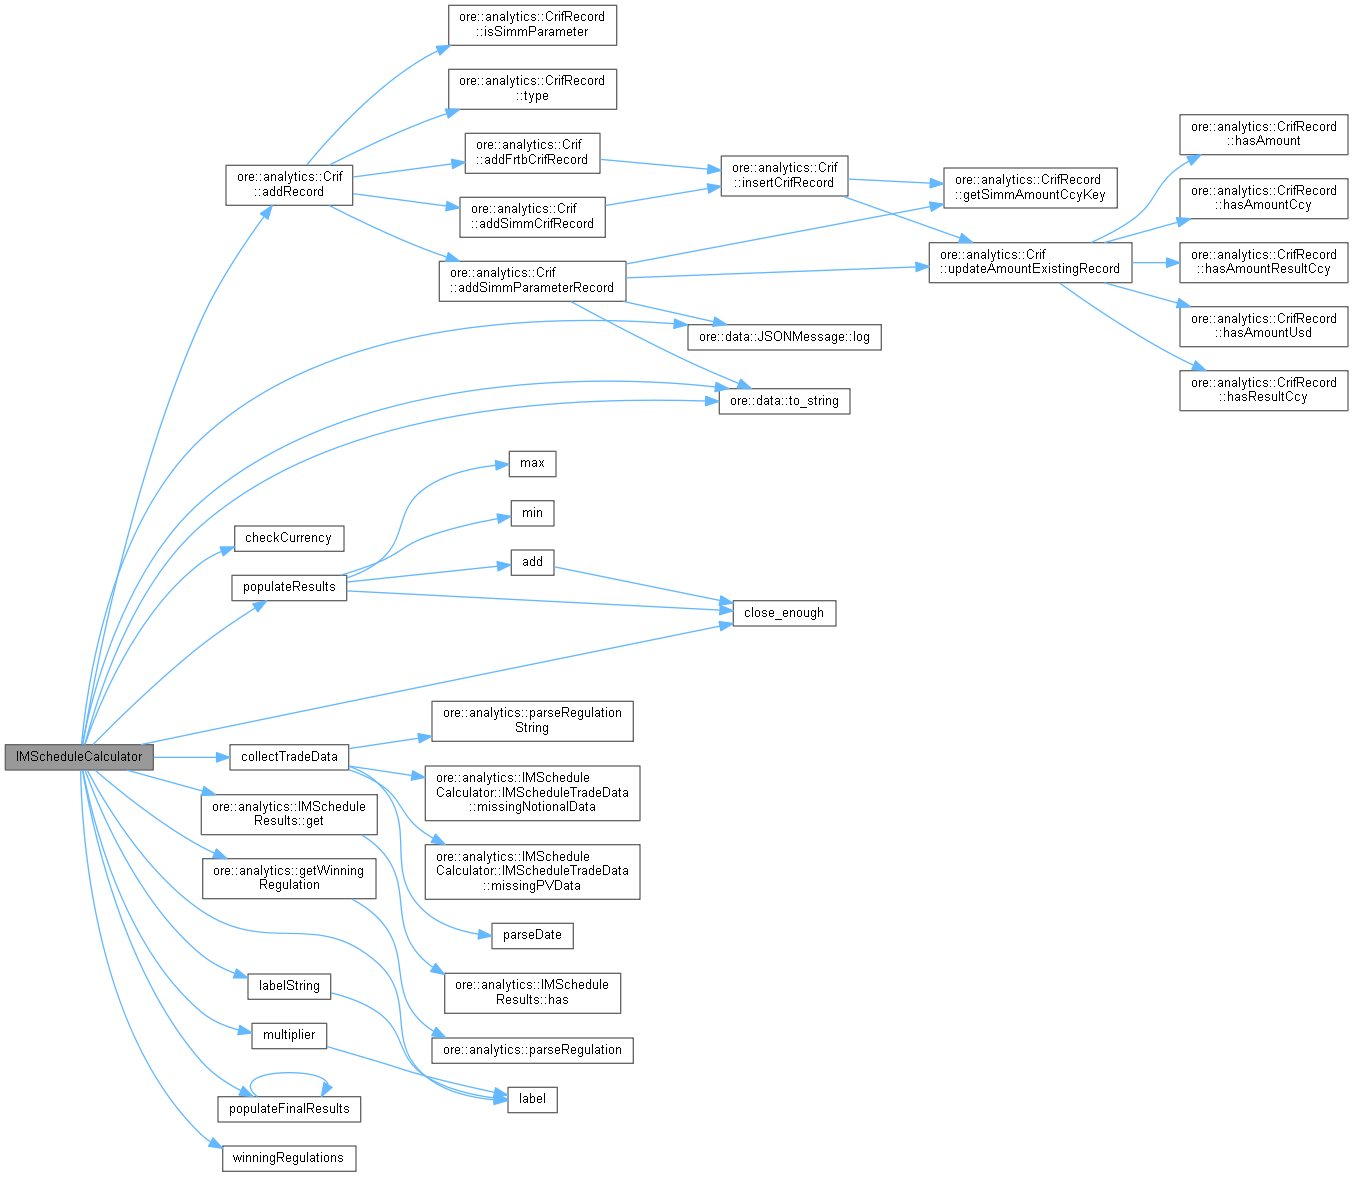 ore::analytics::CrifRecord
::isSimmParameter
ore::analytics::CrifRecord
::type
ore::analytics::Crif
::addFrtbCrifRecord
ore::analytics::Crif
::addRecord
ore::analytics::Crif
::addSimmCrifRecord
ore::analytics::Crif
::addSimmParameterRecord
ore::analytics::Crif
::insertCrifRecord
ore::analytics::CrifRecord
::getSimmAmountCcyKey
ore::analytics::Crif
::updateAmountExistingRecord
ore::analytics::CrifRecord
::hasAmount
ore::analytics::CrifRecord
::hasAmountCcy
ore::analytics::CrifRecord
::hasAmountResultCcy
ore::analytics::CrifRecord
::hasAmountUsd
ore::analytics::CrifRecord
::hasResultCcy
ore::data::JSONMessage::log
ore::data::to_string
max
min
checkCurrency
add
populateResults
close_enough
IMScheduleCalculator
collectTradeData
ore::analytics::parseRegulation
String
ore::analytics::IMSchedule
Calculator::IMScheduleTradeData
::missingNotionalData
ore::analytics::IMSchedule
Results::get
ore::analytics::IMSchedule
Calculator::IMScheduleTradeData
::missingPVData
ore::analytics::getWinning
Regulation
parseDate
labelString
ore::analytics::IMSchedule
Results::has
multiplier
ore::analytics::parseRegulation
label
populateFinalResults
winningRegulations